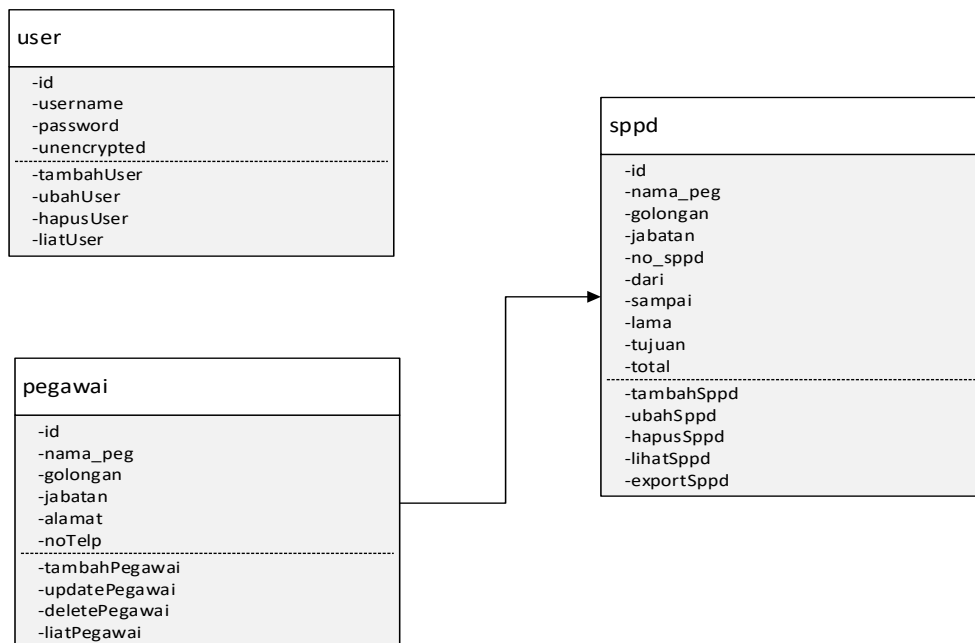 user
-id
-username
-password
-unencrypted
-tambahUser
-ubahUser
-hapusUser
-liatUser
sppd
-id
-nama_peg
-golongan
-jabatan
-no_sppd
-dari
-sampai
-lama
-tujuan
-total
-tambahSppd
-ubahSppd
-hapusSppd
-lihatSppd
-exportSppd
pegawai
-id
-nama_peg
-golongan
-jabatan
-alamat
-noTelp
-tambahPegawai
-updatePegawai
-deletePegawai
-liatPegawai